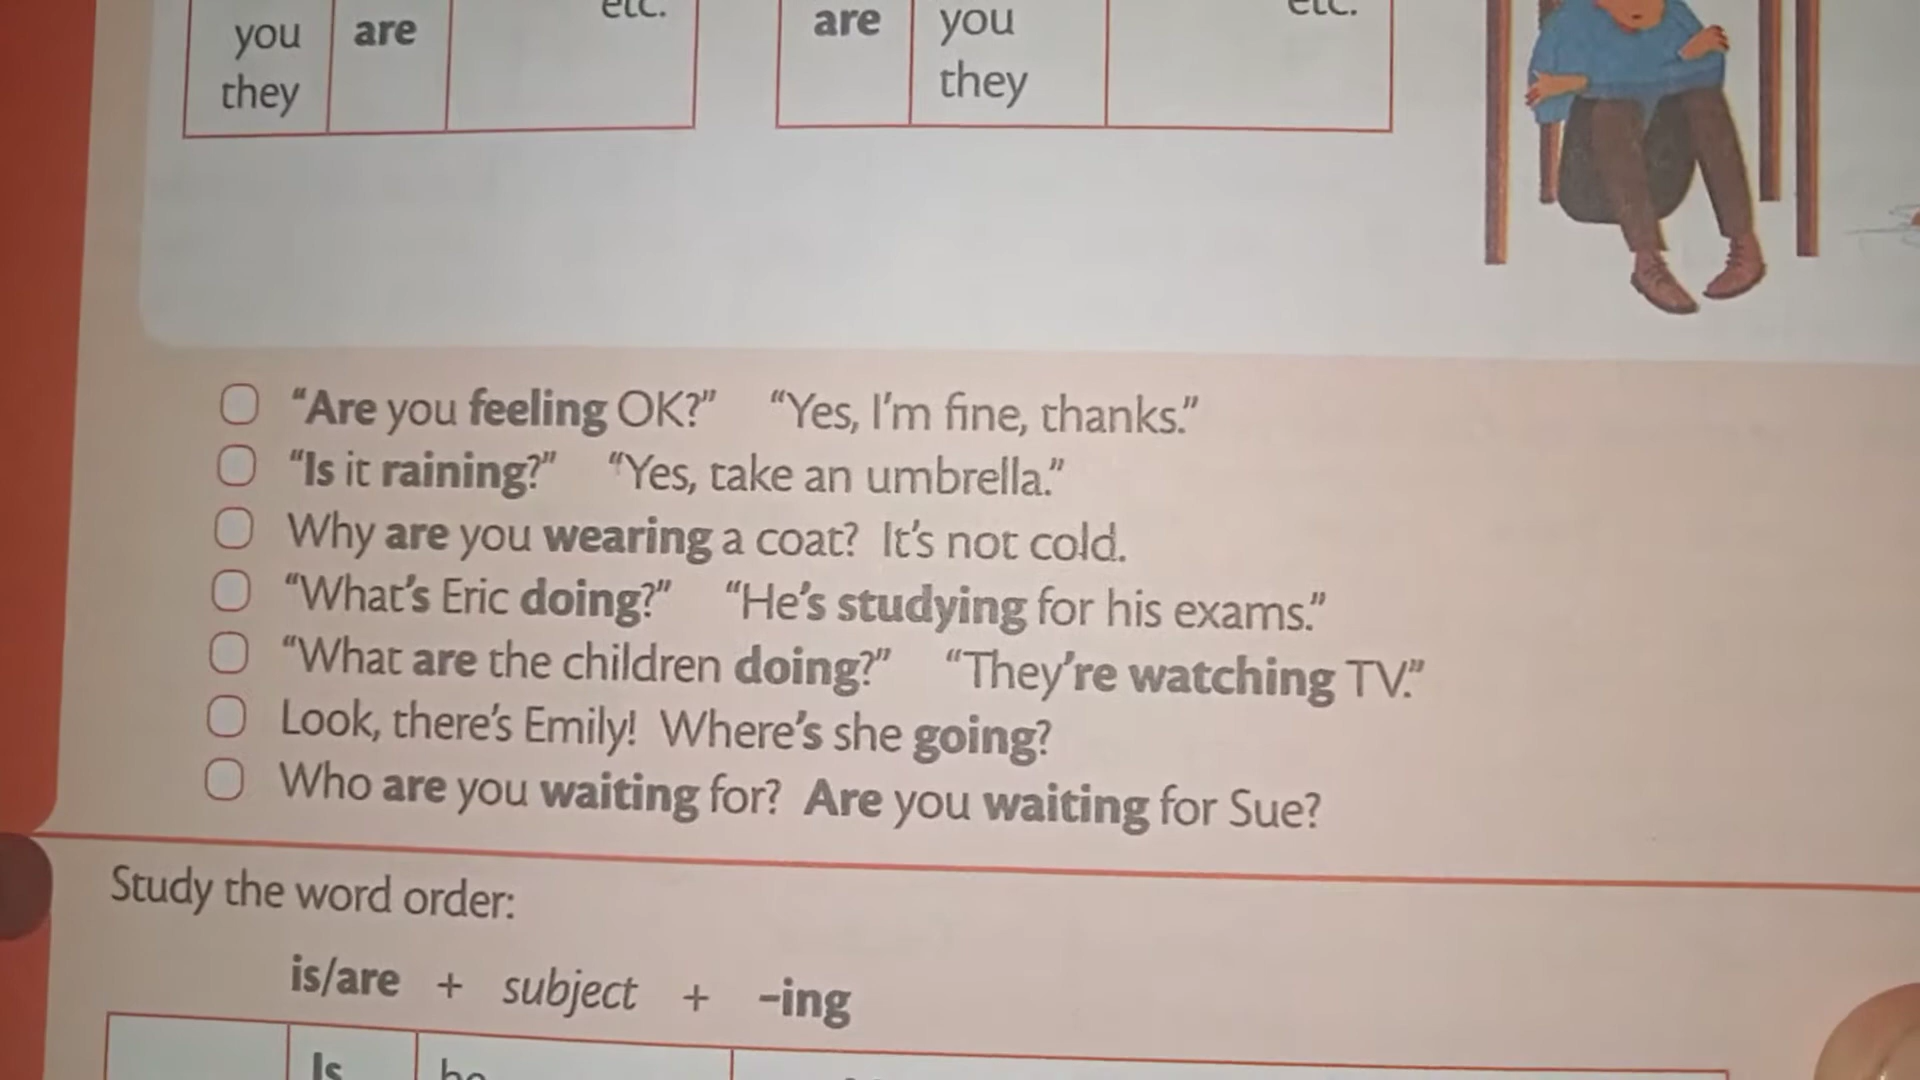 etc.
etc.
you are
are you
they
they
“Are you feeling OK?” “Yes, I’m fine, thanks.”
“Is it raining?” “Yes, take an umbrella.”
Why are you wearing a coat? It’s not cold.
“What’s Eric doing?” “He’s studying for his exams.”
“What are the children doing?” “They’re watching TV.”
Look, there’s Emily! Where’s she going?
Who are you waiting for? Are you waiting for Sue?
Study the word order:
is/are + subject + -ing
Is he